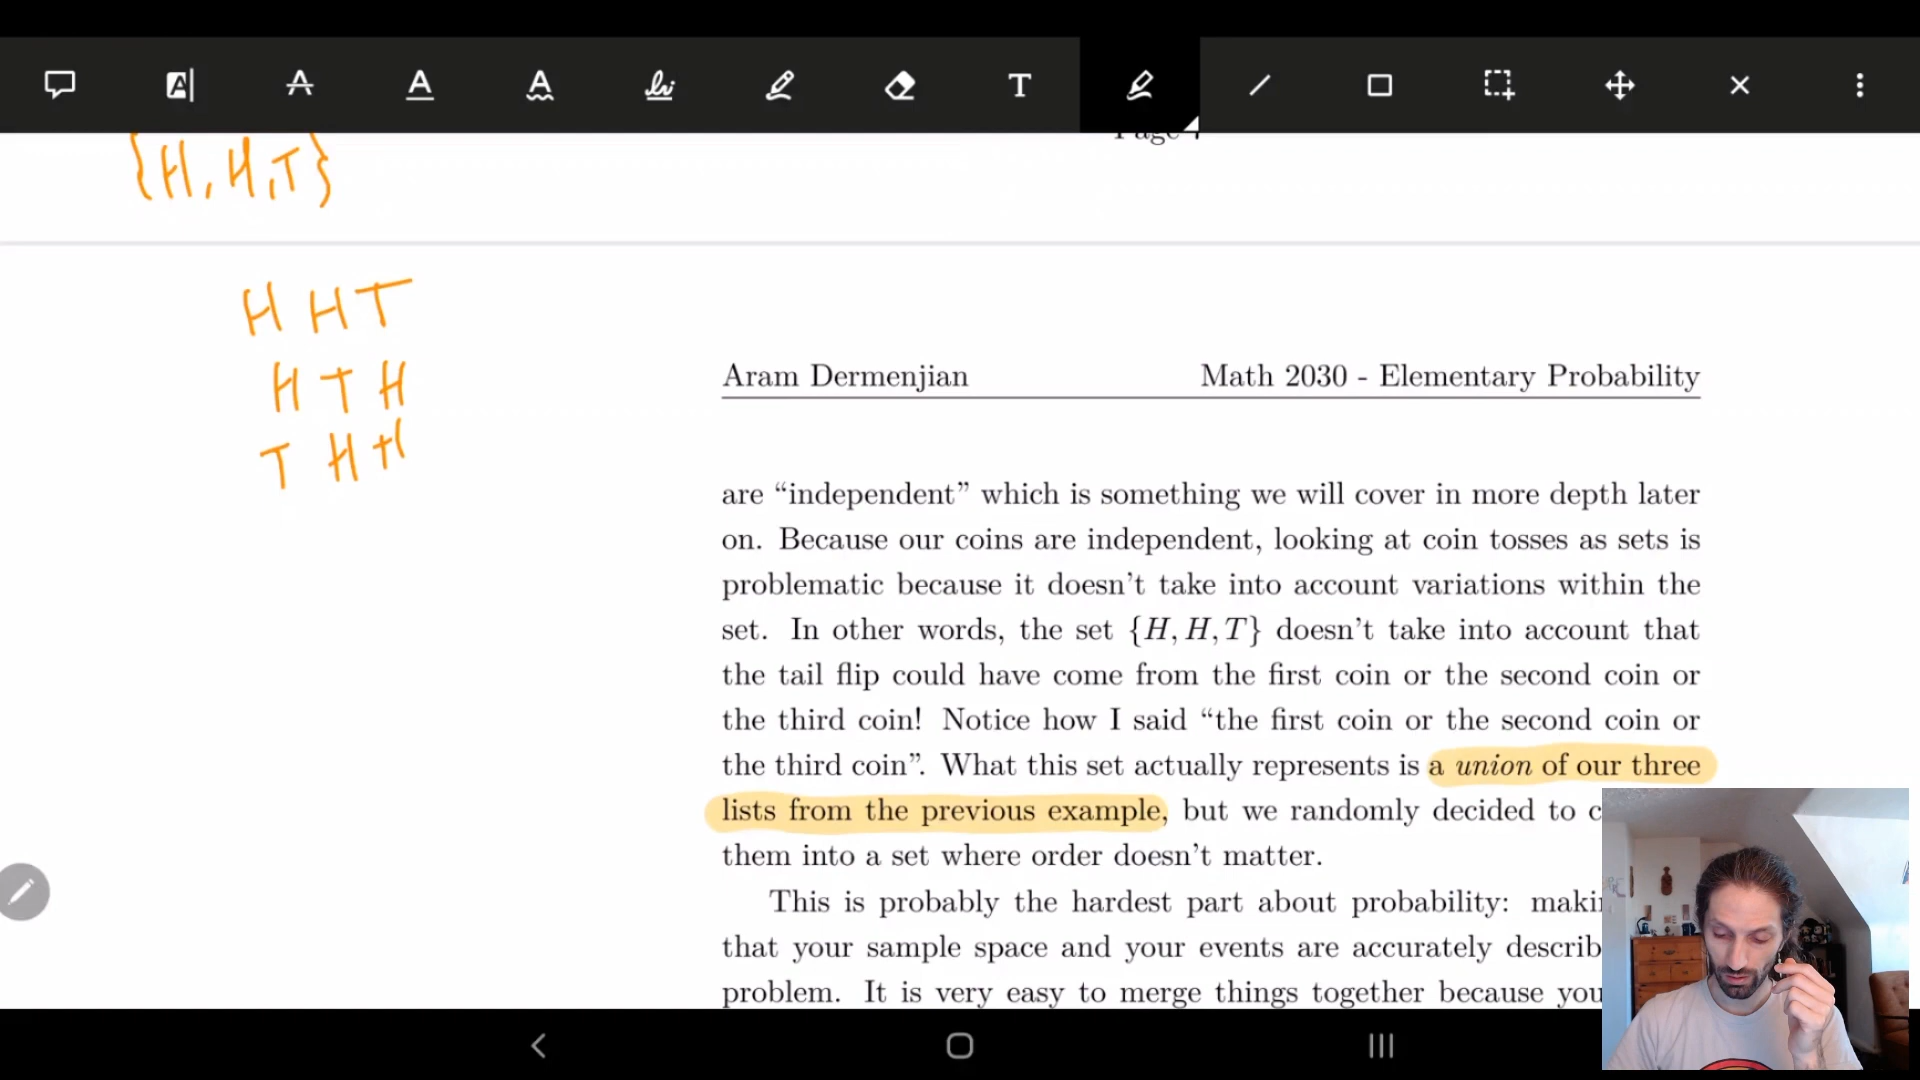 Page 7
{H, H, T}
H H T
H T H
T H H
Aram Dermenjian Math 2030 - Elementary Probability
are “independent” which is something we will cover in more depth later
on. Because our coins are independent, looking at coin tosses as sets is
problematic because it doesn’t take into account variations within the
set. In other words, the set {H, H, T} doesn’t take into account that
the tail flip could have come from the first coin or the second coin or
the third coin! Notice how I said “the first coin or the second coin or
the third coin”. What this set actually represents is a union of our three
lists from the previous example, but we randomly decided to
them into a set where order doesn’t matter.
This is probably the hardest part about probability:
that your sample space and your events are accurately
problem. It is very easy to merge things together because